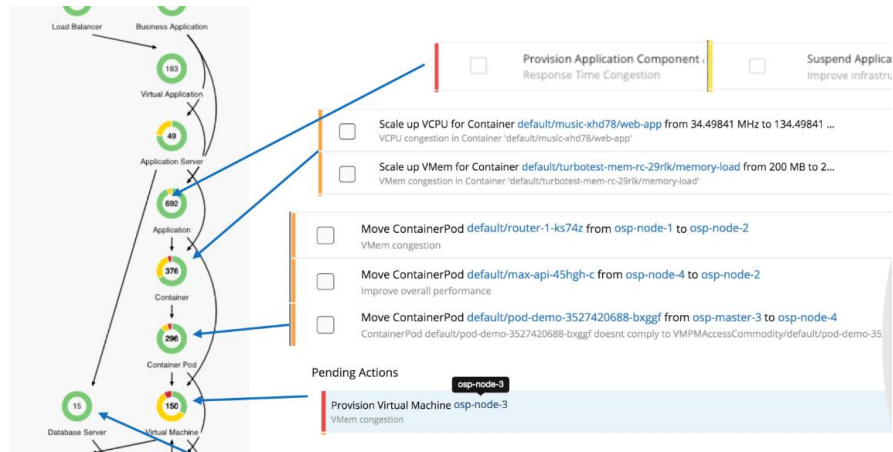 Load Balancer
Business Application
183
Virtual Application
49
Application Server
692
Application
376
Container
296
Container Pod
15
Database Server
150
Virtual Machine
Provision Application Component
Response Time Congestion
Suspend Applica
Improve infrastru
Scale up VCPU for Container default/music-xhd78/web-app from 34.49841 MHz to 134.49841 ...
VCPU congestion in Container 'default/music-xhd78/web-app'
Scale up VMem for Container default/turbotest-mem-rc-29rlk/memory-load from 200 MB to 2...
VMem congestion in Container 'default/turbotest-mem-rc-29rlk/memory-load'
Move ContainerPod default/router-1-ks74z from osp-node-1 to osp-node-2
VMem congestion
Move ContainerPod default/max-api-45hgh-c from osp-node-4 to osp-node-2
Improve overall performance
Move ContainerPod default/pod-demo-3527420688-bxggf from osp-master-3 to osp-node-4
ContainerPod default/pod-demo-3527420688-bxggf doesnt comply to VMPMAccessCommodity/default/pod-demo-35
Pending Actions
osp-node-3
Provision Virtual Machine osp-node-3
VMem congestion